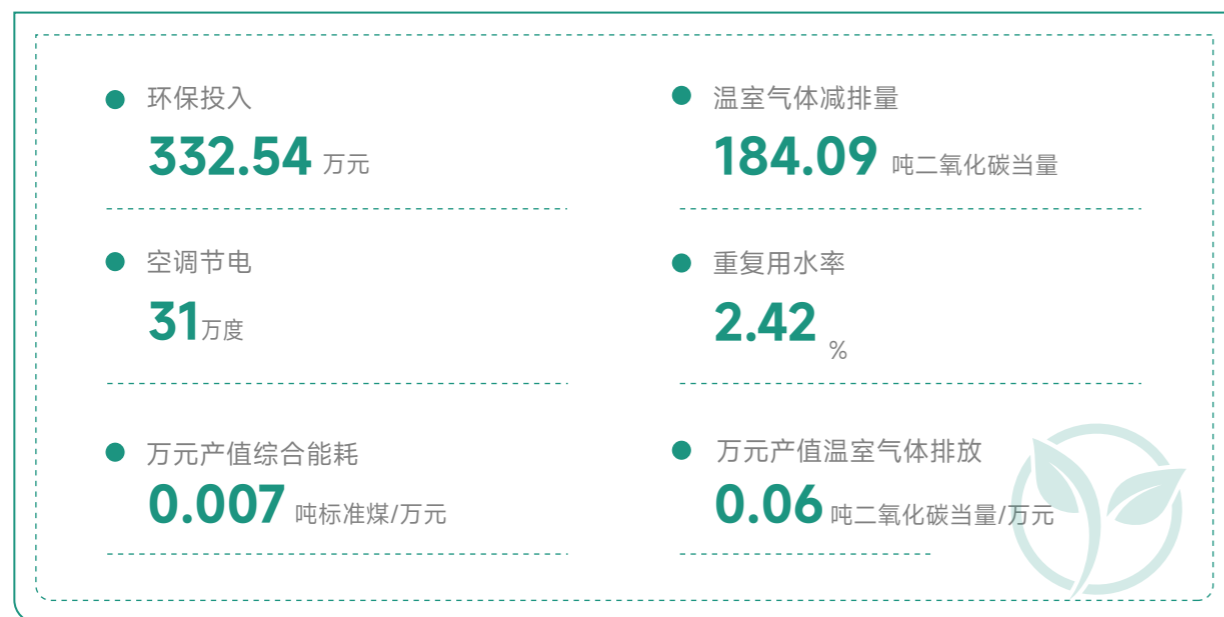 环保投入
332.54 万元
温室气体减排量
184.09 吨二氧化碳当量
空调节电
31万度
重复用水率
2.42 %
万元产值综合能耗
0.007 吨标准煤/万元
万元产值温室气体排放
0.06 吨二氧化碳当量/万元